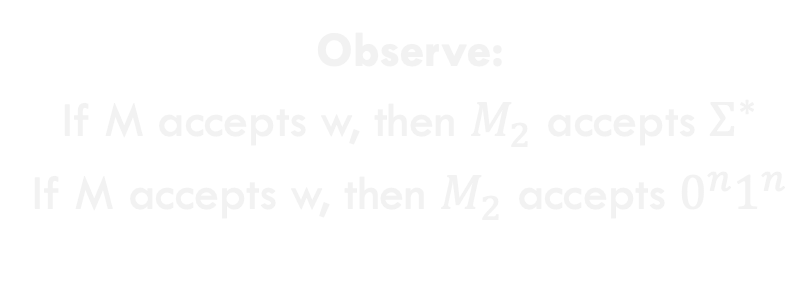 Observe:
If M accepts w, then M₂ accepts Σ*
If M accepts w, then M₂ accepts 0ⁿ1ⁿ